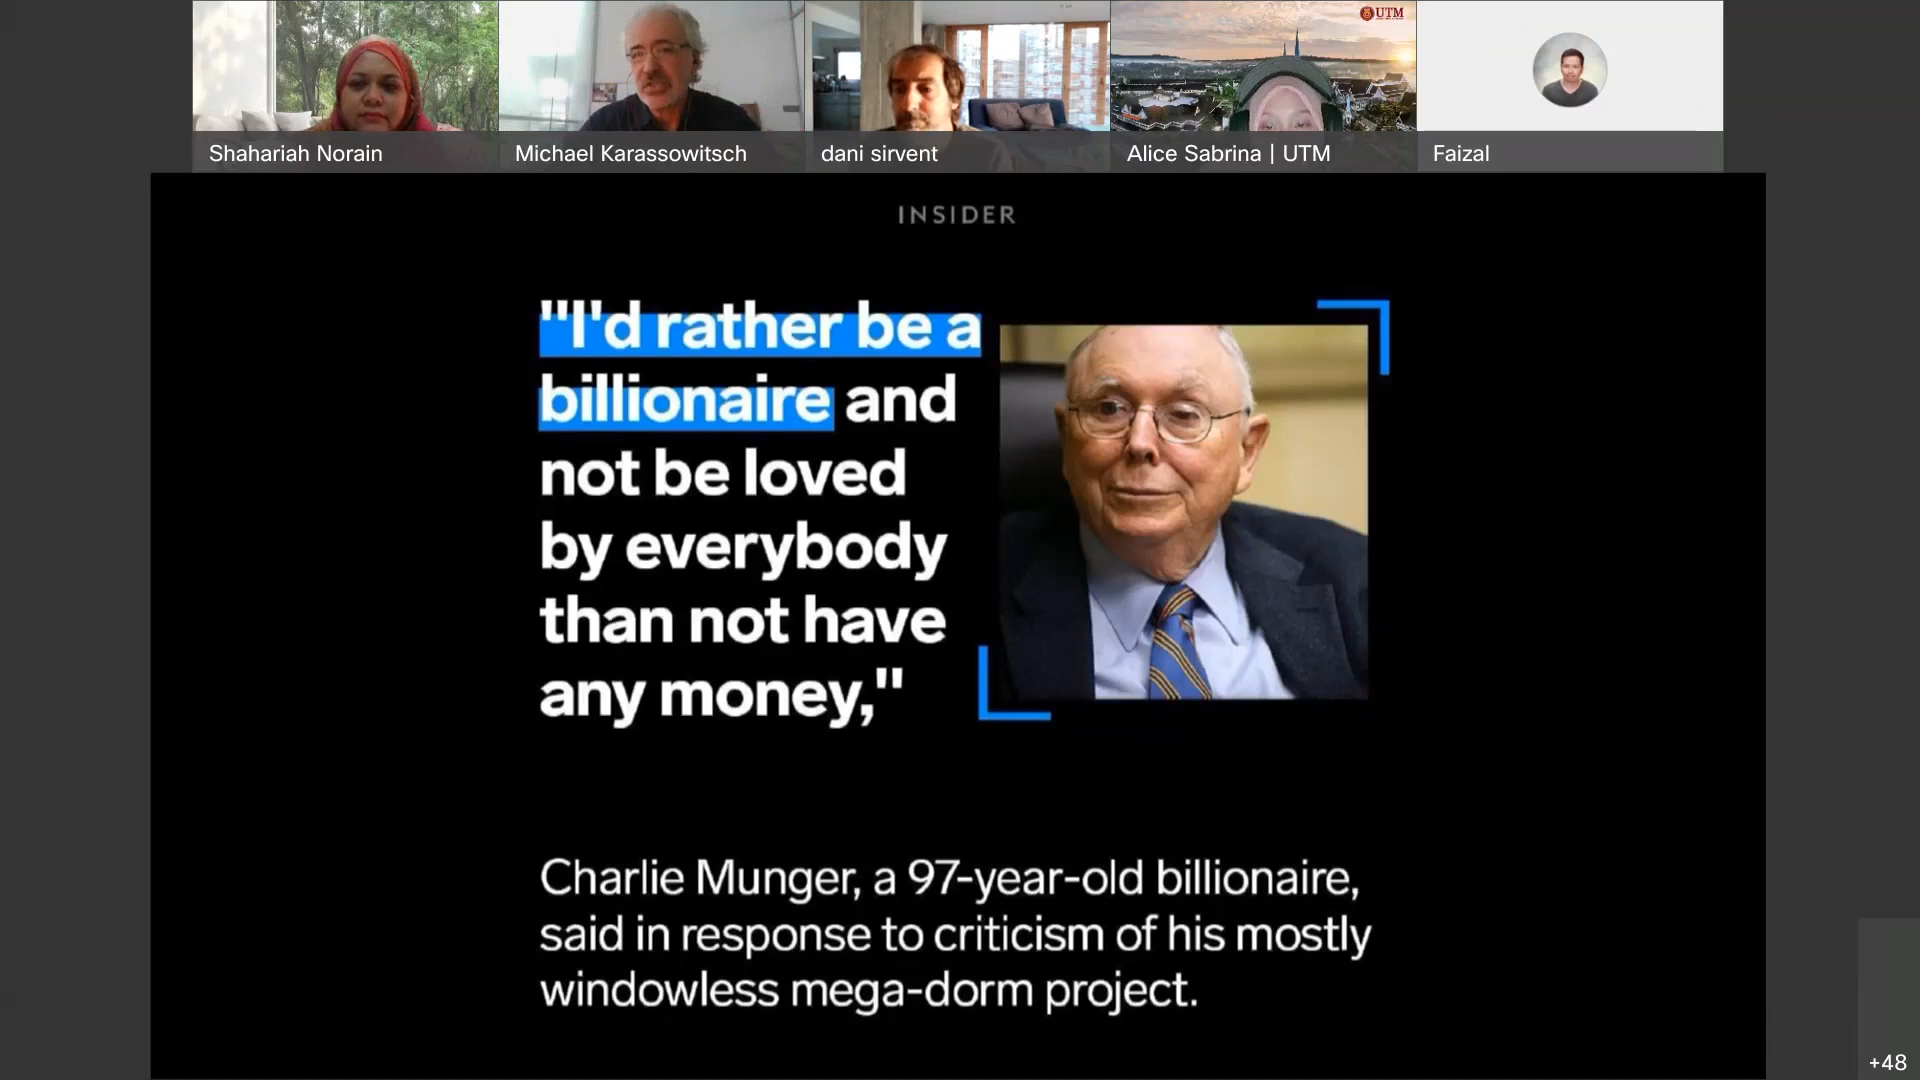 UTM
Shahariah Norain
Michael Karassowitsch
dani sirvent
Alice Sabrina | UTM
Faizal
INSIDER
"I'd rather be a
billionaire and
not be loved
by everybody
than not have
any money,"
Charlie Munger, a 97-year-old billionaire,
said in response to criticism of his mostly
windowless mega-dorm project.
+48